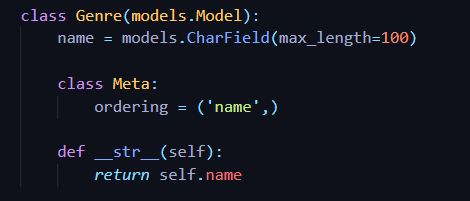 class Genre(models.Model):
    name = models.CharField(max_length=100)

    class Meta:
        ordering = ('name',)

    def __str__(self):
        return self.name